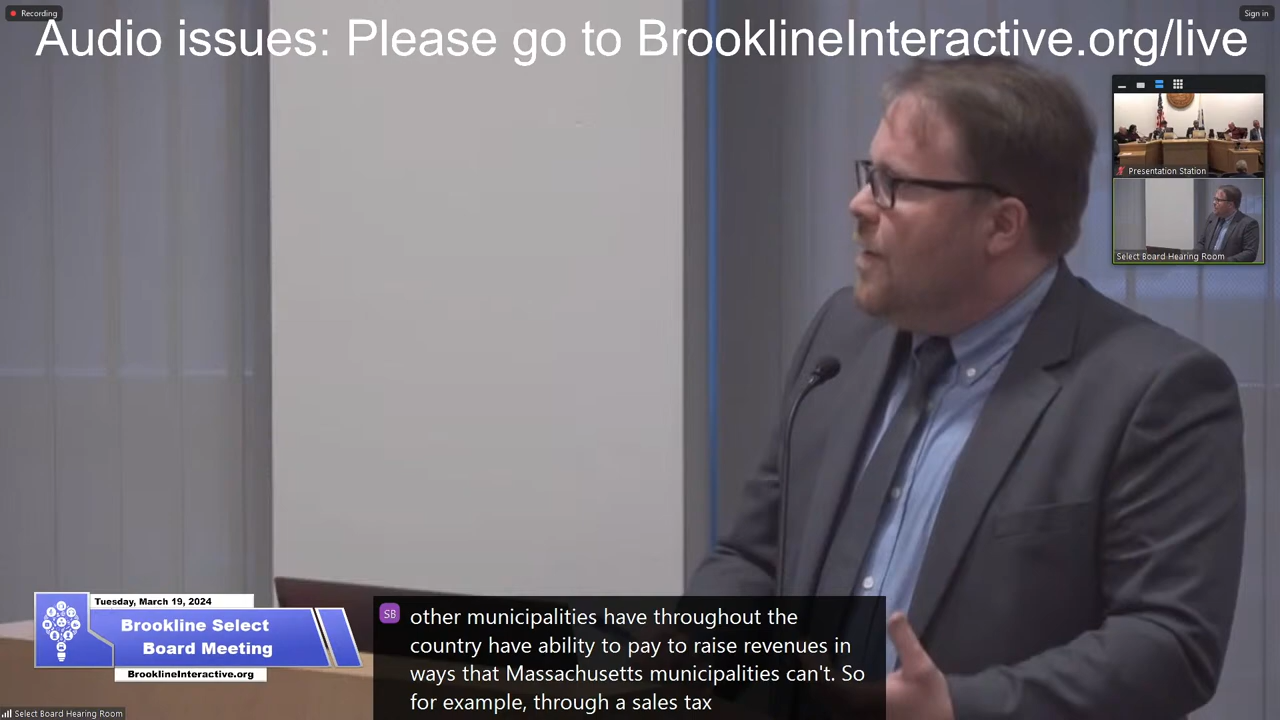 Recording
Sign in
Audio issues: Please go to BrooklineInteractive.org/live
Presentation Station
Select Board Hearing Room
Tuesday, March 19, 2024
Brookline Select
Board Meeting
BrooklineInteractive.org
SB
other municipalities have throughout the
country have ability to pay to raise revenues in
ways that Massachusetts municipalities can't. So
for example, through a sales tax
Select Board Hearing Room